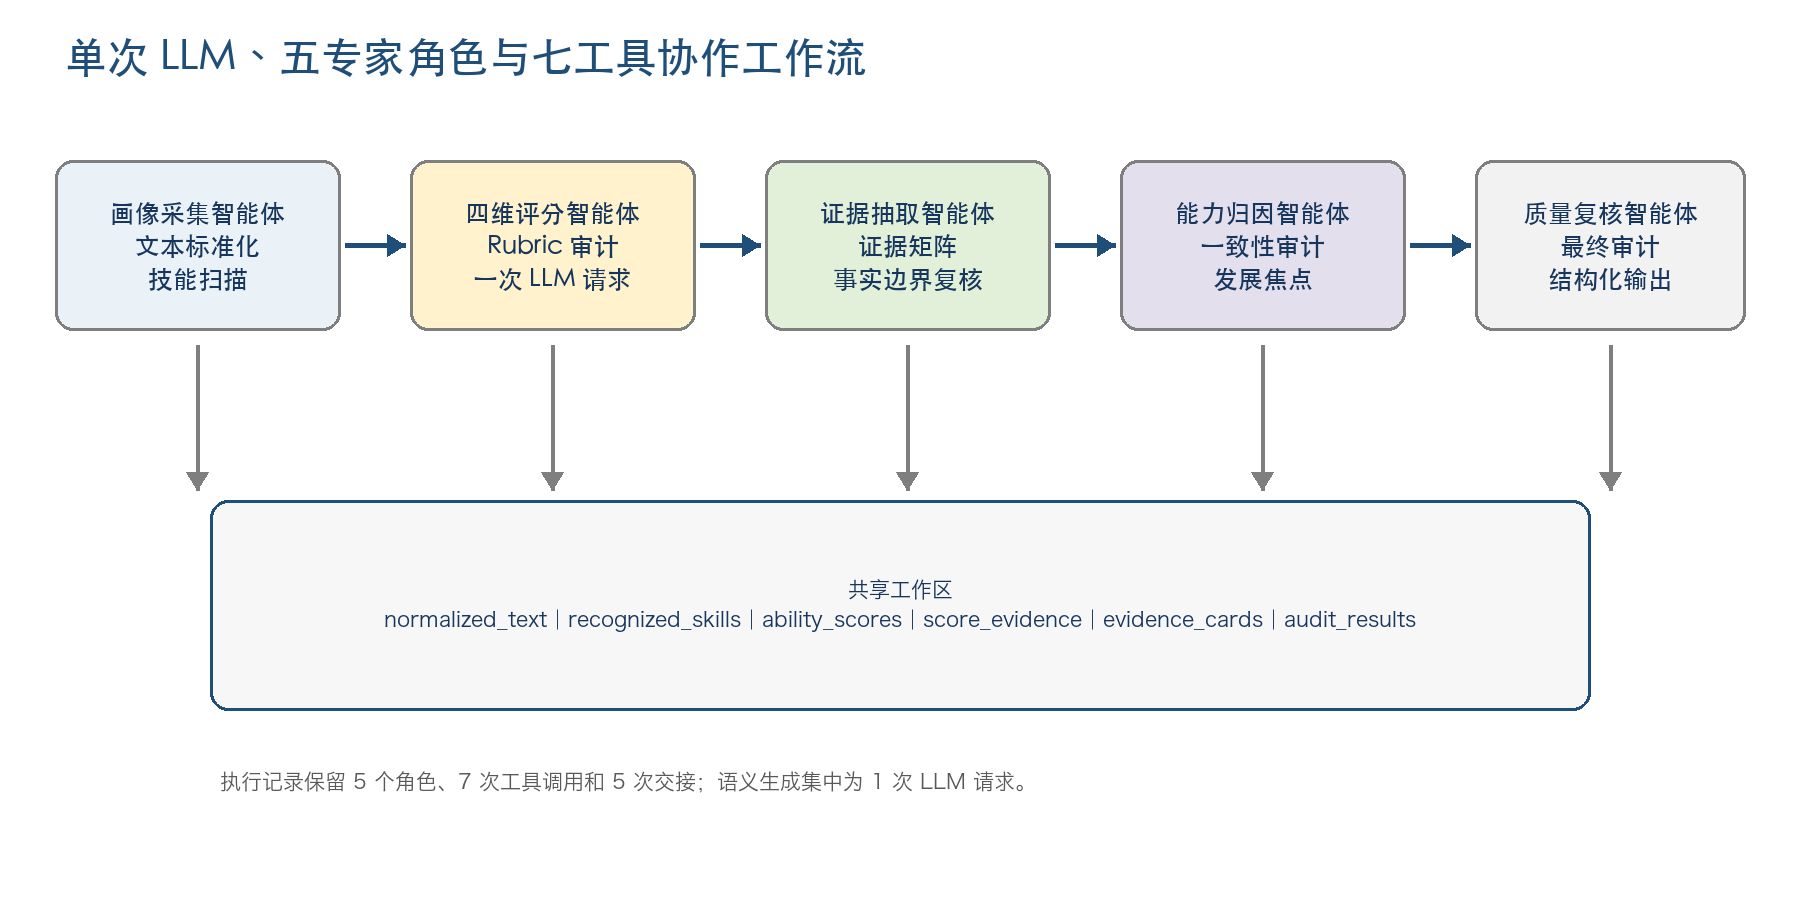 单次 LLM、五专家角色与七工具协作工作流
画像采集智能体
文本标准化
技能扫描
四维评分智能体
Rubric 审计
一次 LLM 请求
证据抽取智能体
证据矩阵
事实边界复核
能力归因智能体
一致性审计
发展焦点
质量复核智能体
最终审计
结构化输出
共享工作区
normalized_text | recognized_skills | ability_scores | score_evidence | evidence_cards | audit_results
执行记录保留 5 个角色、7 次工具调用和 5 次交接；语义生成集中为 1 次 LLM 请求。